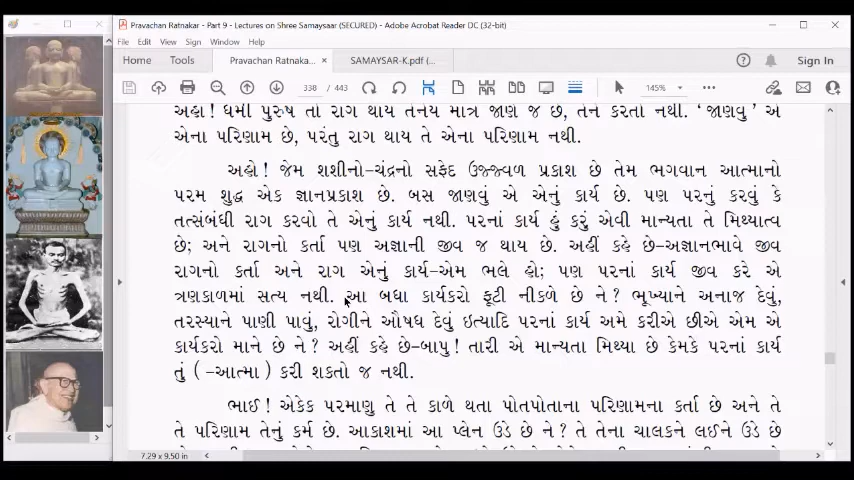 Pravachan Ratnakar - Part 9 - Lectures on Shree Samaysaar (SECURED) - Adobe Acrobat Reader DC (32-bit)
File Edit View Sign Window Help
Home Tools Pravachan Ratnaka... × SAMAYSAR-K.pdf (... Sign In
338 / 443 145%
અહા! ધર્મી પુરુષ તો રાગ થાય તેનેય માત્ર જાણે જ છે, તેને કરતો નથી. ‘જાણવું’ એ
એના પરિણામ છે, પરંતુ રાગ થાય તે એના પરિણામ નથી.
અહો! જેમ શશીનો-ચંદ્રનો સફેદ ઉજ્જ્વળ પ્રકાશ છે તેમ ભગવાન આત્માનો
પરમ શુદ્ધ એક જ્ઞાનપ્રકાશ છે. બસ જાણવું એ એનું કાર્ય છે. પણ પરનું કરવું કે
તત્સંબંધી રાગ કરવો તે એનું કાર્ય નથી. પરનાં કાર્ય હું કરું એવી માન્યતા તે મિથ્યાત્વ
છે; અને રાગનો કર્તા પણ અજ્ઞાની જીવ જ થાય છે. અહીં કહે છે-અજ્ઞાનભાવે જીવ
રાગનો કર્તા અને રાગ એનું કાર્ય-એમ ભલે હો; પણ પરનાં કાર્ય જીવ કરે એ
ત્રણકાળમાં સત્ય નથી. આ બધા કાર્યકરો ફૂટી નીકળે છે ને? ભૂખ્યાને અનાજ દેવું,
તરસ્યાને પાણી પાવું, રોગીને ઔષધ દેવું ઇત્યાદિ પરનાં કાર્ય અમે કરીએ છીએ એમ એ
કાર્યકરો માને છે ને? અહીં કહે છે-બાપુ! તારી એ માન્યતા મિથ્યા છે કેમકે પરનાં કાર્ય
તું (-આત્મા) કરી શકતો જ નથી.
ભાઈ! એકેક પરમાણુ તે તે કાળે થતા પોતપોતાના પરિણામના કર્તા છે અને તે
તે પરિણામ તેનું કર્મ છે. આકાશમાં આ પ્લેન ઉડે છે ને? તે તેના ચાલકને લઈને ઉડે છે
7.29 x 9.50 in